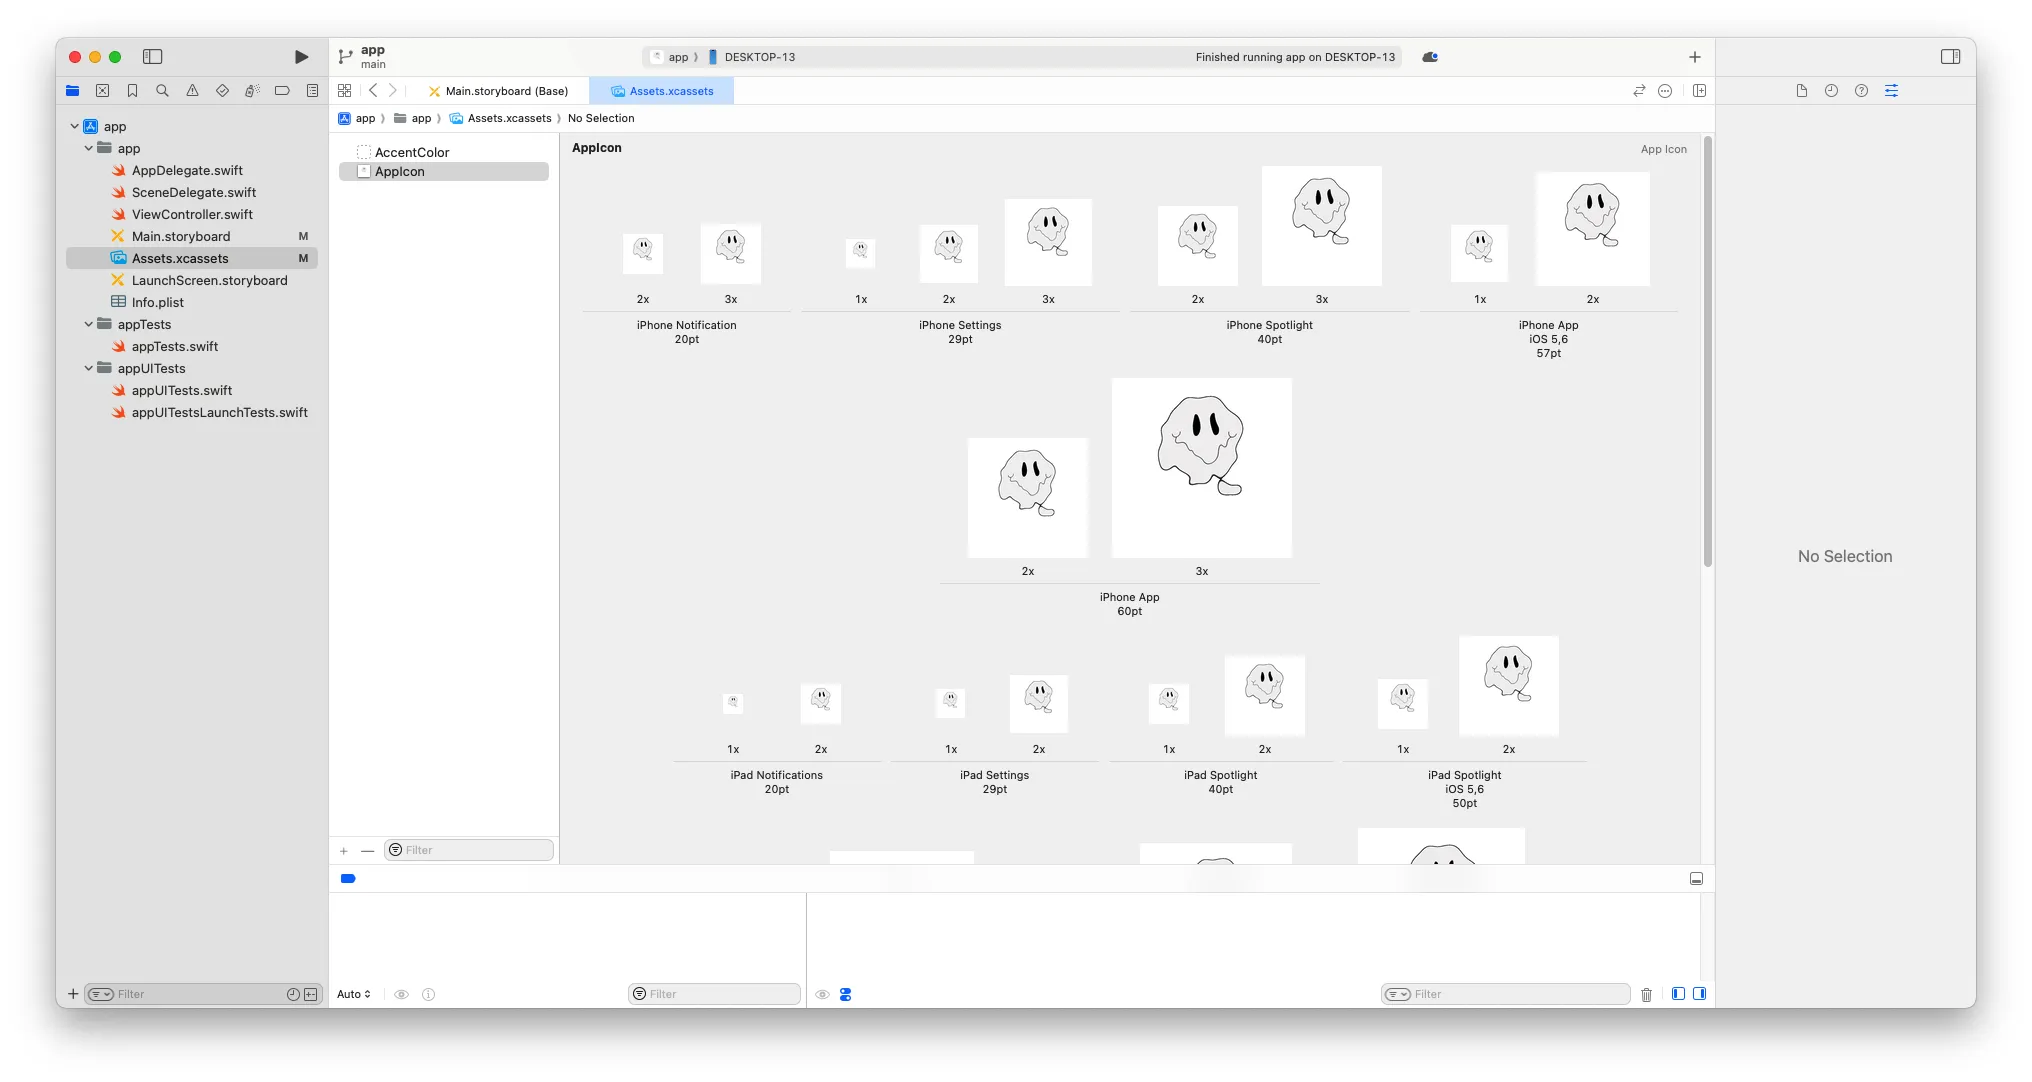 app
main
app
DESKTOP-13
Finished running app on DESKTOP-13
Main.storyboard (Base)
Assets.xcassets
app
app
Assets.xcassets
No Selection
app
app
AppDelegate.swift
SceneDelegate.swift
ViewController.swift
Main.storyboard M
Assets.xcassets M
LaunchScreen.storyboard
Info.plist
appTests
appTests.swift
appUITests
appUITests.swift
appUITestsLaunchTests.swift
AccentColor
AppIcon
AppIcon
App Icon
2x 3x 1x 2x 3x 2x 3x 1x 2x
iPhone Notification
20pt
iPhone Settings
29pt
iPhone Spotlight
40pt
iPhone App
iOS 5,6
57pt
2x 3x
iPhone App
60pt
1x 2x 1x 2x 1x 2x 1x 2x
iPad Notifications
20pt
iPad Settings
29pt
iPad Spotlight
40pt
iPad Spotlight
iOS 5,6
50pt
No Selection
Filter
Filter
Auto
Filter
Filter